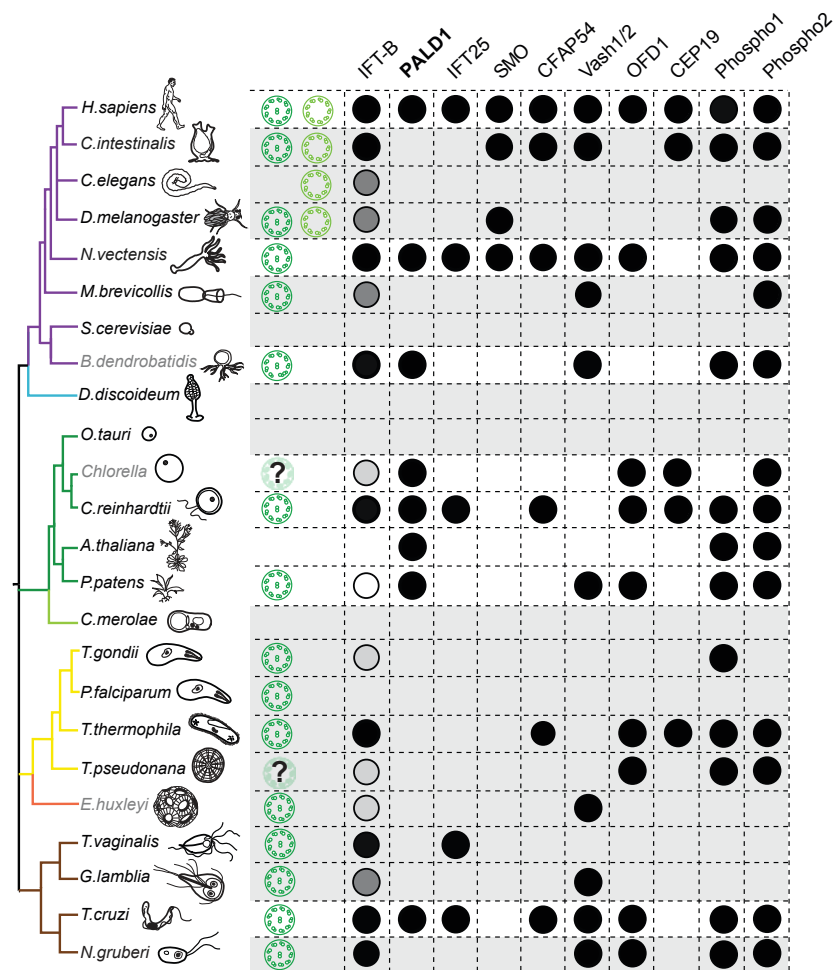 IFT-B
PALD1
IFT25
SMO
CFAP54
Vash1/2
OFD1
CEP19
Phospho1
Phospho2
H.sapiens
C.intestinalis
C.elegans
D.melanogaster
N.vectensis
M.brevicollis
S.cerevisiae
B.dendrobatidis
D.discoideum
O.tauri
Chlorella
?
C.reinhardtii
A.thaliana
P.patens
C.merolae
T.gondii
P.falciparum
T.thermophila
T.pseudonana
?
E.huxleyi
T.vaginalis
G.lamblia
T.cruzi
N.gruberi